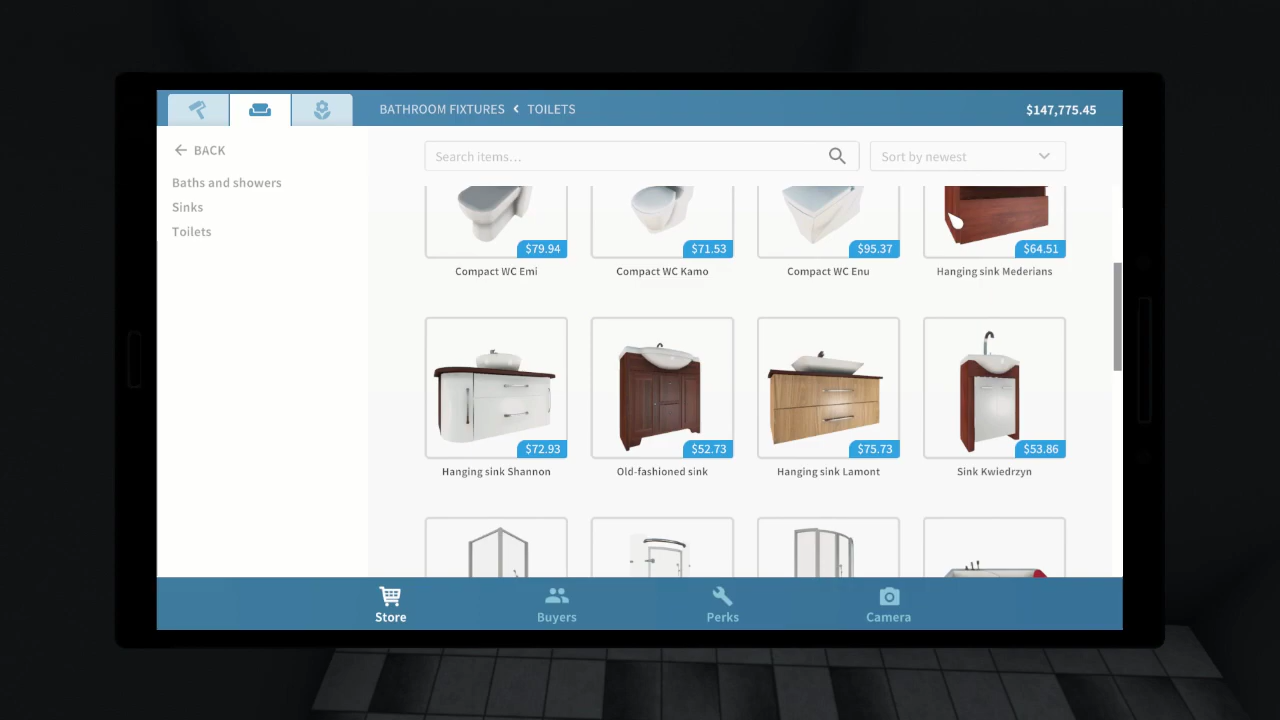 BATHROOM FIXTURES < TOILETS
$147,775.45
BACK
Baths and showers
Sinks
Toilets
Search items...
Sort by newest
$79.94
$71.53
$95.37
$64.51
Compact WC Emi
Compact WC Kamo
Compact WC Enu
Hanging sink Mederians
$72.93
$52.73
$75.73
$53.86
Hanging sink Shannon
Old-fashioned sink
Hanging sink Lamont
Sink Kwiedrzyn
Store
Buyers
Perks
Camera